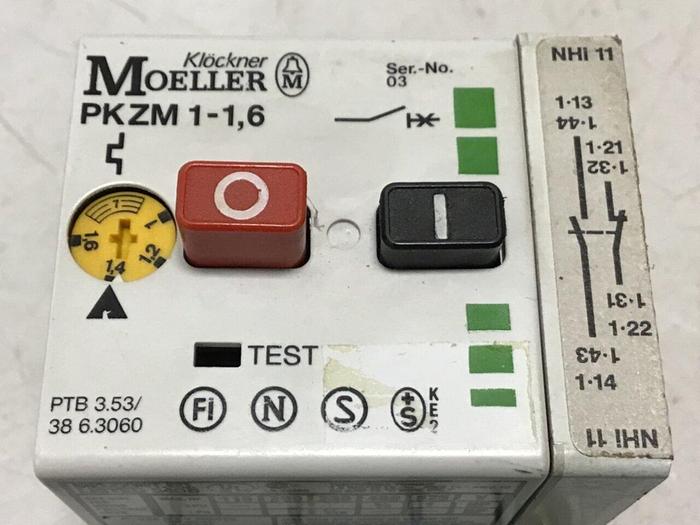 Klöckner
MOELLER M
PKZM 1-1,6
Ser.-No.
03
7
1
1,2
1,4
1,6
O
I
TEST
PTB 3.53/
38 6.3060
FI N S +S KE2
NHI 11
1·13
1·44
1·21
1·32
1·31
1·22
1·43
1·14
NHI 11